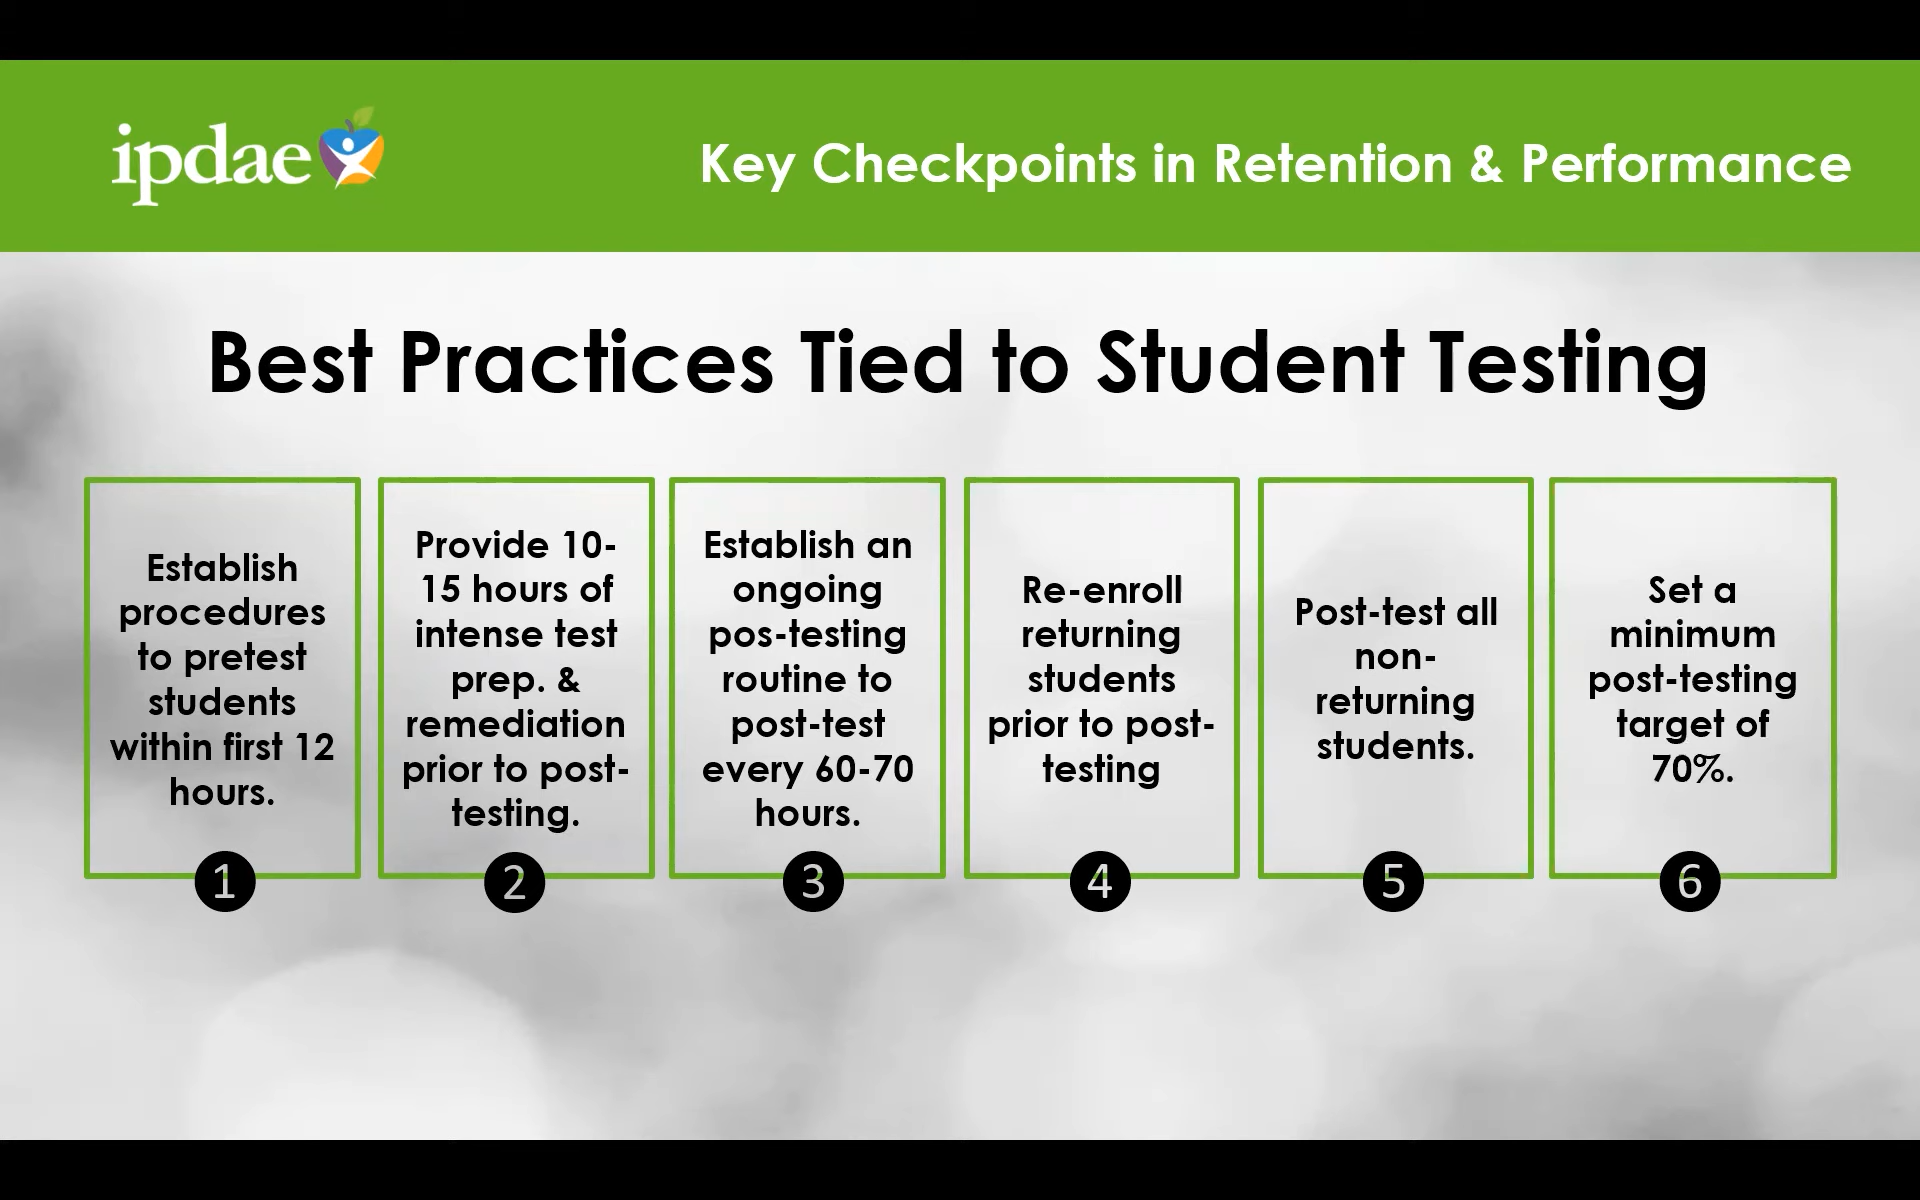 ipdae
Key Checkpoints in Retention & Performance
Best Practices Tied to Student Testing
Establish
procedures
to pretest
students
within first 12
hours.
1
Provide 10-
15 hours of
intense test
prep. &
remediation
prior to post-
testing.
2
Establish an
ongoing
pos-testing
routine to
post-test
every 60-70
hours.
3
Re-enroll
returning
students
prior to post-
testing
4
Post-test all
non-
returning
students.
5
Set a
minimum
post-testing
target of
70%.
6